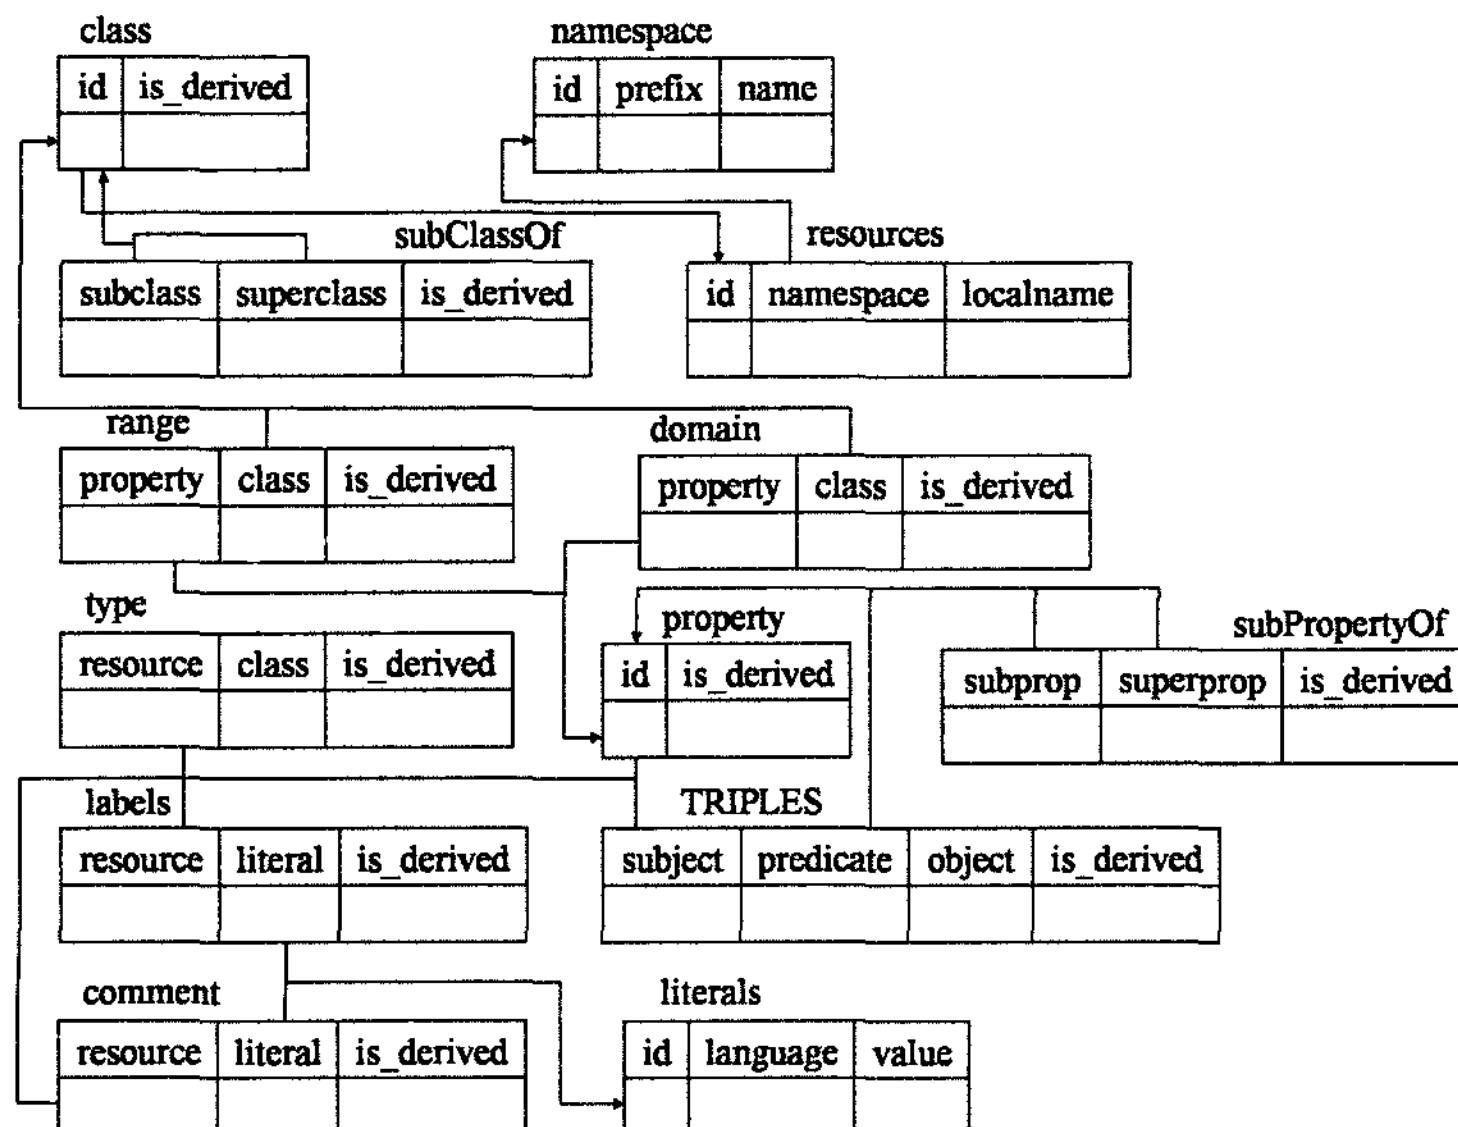 class
namespace
id is_derived
id prefix name
subClassOf
resources
subclass superclass is_derived
id namespace localname
range
domain
property class is_derived
property class is_derived
type
property
subPropertyOf
resource class is_derived
id is_derived
subprop superprop is_derived
labels
TRIPLES
resource literal is_derived
subject predicate object is_derived
comment
literals
resource literal is_derived
id language value